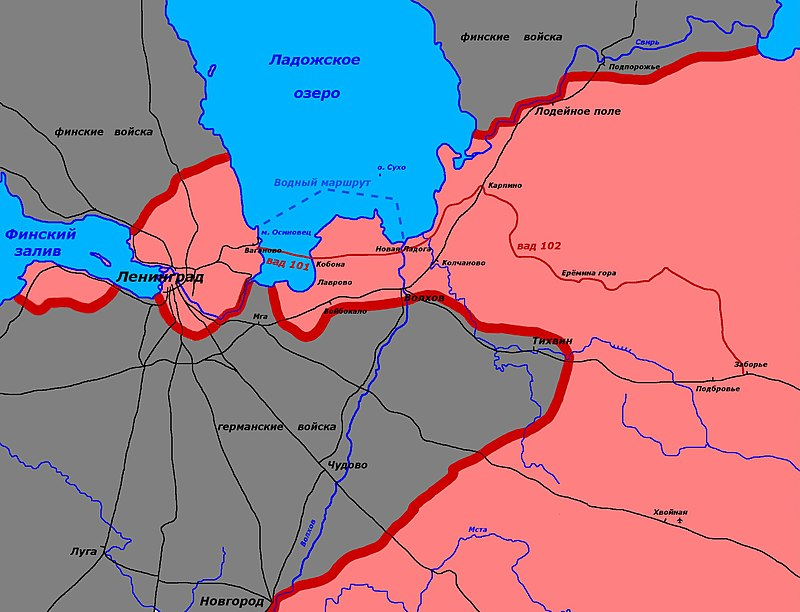 финские войска
Свирь
Ладожское
озеро
Подпорожье
Лодейное поле
финские войска
о. Сухо
Водный маршрут
Карпино
Финский
залив
м. Осиновец
Ваганово
Новая Ладога
вад 102
вад 101
Кобона
Колчаново
Ерёмина гора
Ленинград
Лаврово
Волхов
Мга
Войбокало
Тихвин
Заборье
Подбровье
германские войска
Чудово
Хвойная
Волхов
Мста
Луга
Новгород